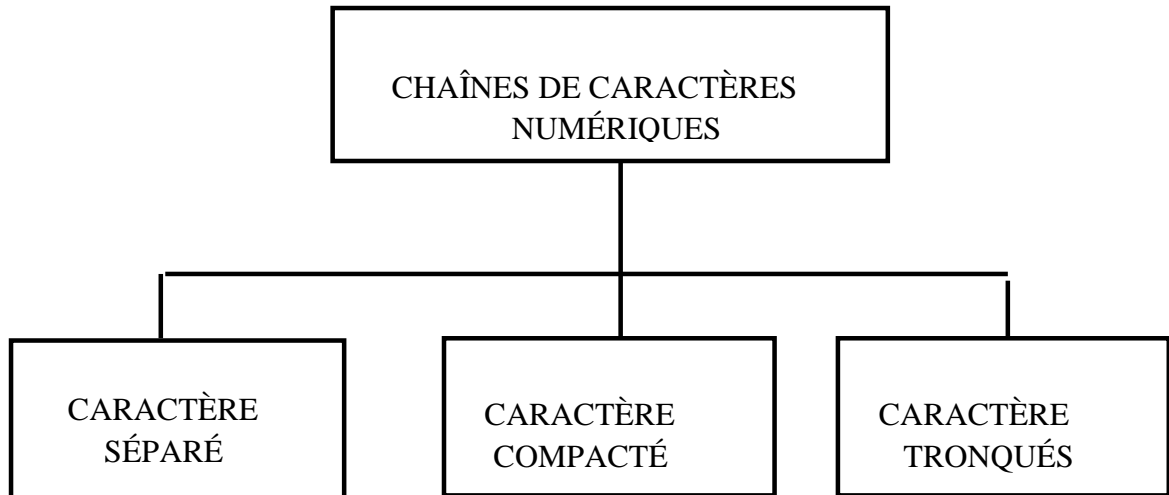 CHAÎNES DE CARACTÈRES
NUMÉRIQUES
CARACTÈRE
SÉPARÉ
CARACTÈRE
COMPACTÉ
CARACTÈRE
TRONQUÉS